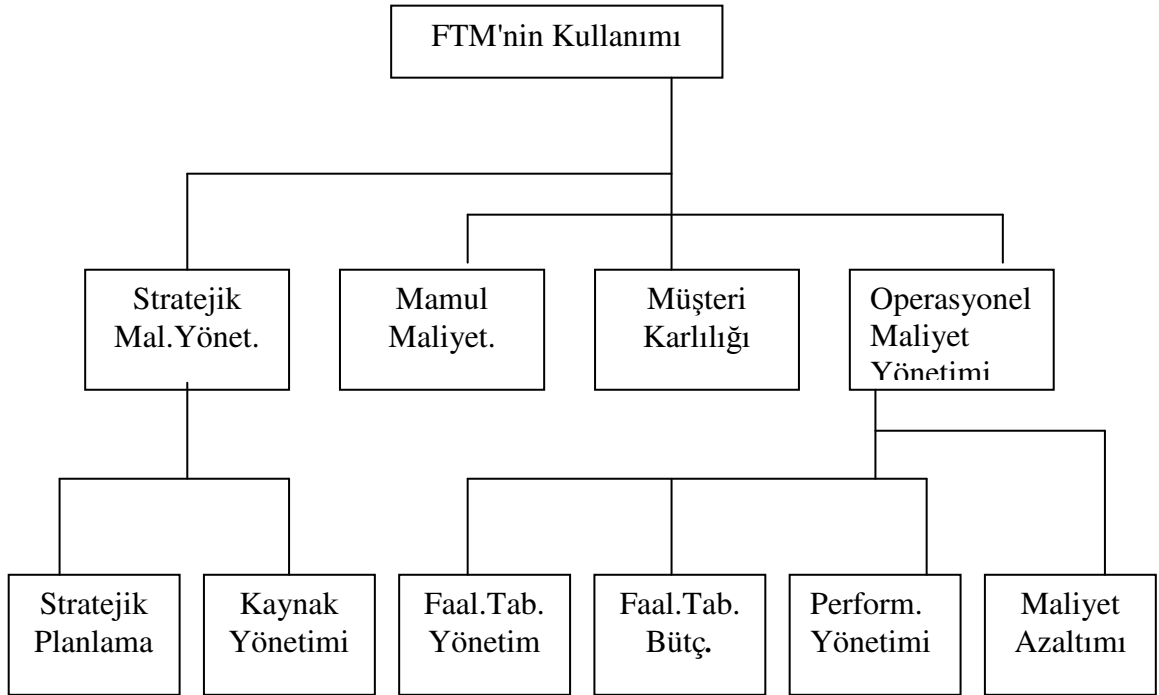 FTM'nin Kullanımı
Stratejik
Mal.Yönet.
Mamul
Maliyet.
Müşteri
Karlılığı
Operasyonel
Maliyet
Yönetimi
Stratejik
Planlama
Kaynak
Yönetimi
Faal.Tab.
Yönetim
Faal.Tab.
Bütç.
Perform.
Yönetimi
Maliyet
Azaltımı